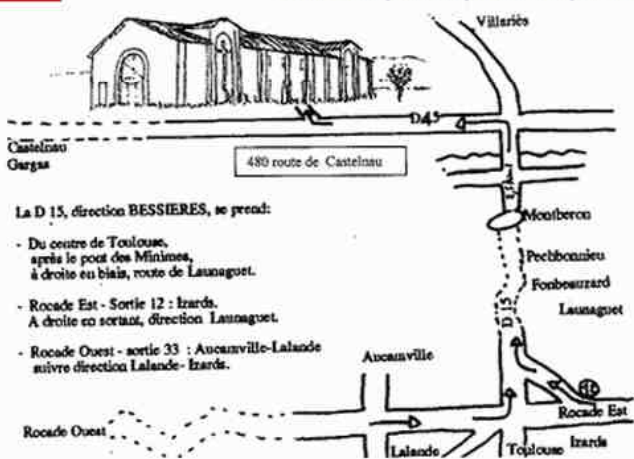 Villariès
D45
Castelnau
Gargas
480 route de Castelnau
La D 15, direction BESSIERES, se prend:
- Du centre de Toulouse,
après le pont des Minimes,
à droite en biais, route de Launaguet.
- Rocade Est - Sortie 12 : Izards.
A droite en sortant, direction Launaguet.
- Rocade Ouest - sortie 33 : Aucamville-Lalande
suivre direction Lalande- Izards.
Montberon
Pechbonnieu
Fonbeauzard
Launaguet
D 15
Aucamville
Rocade Est
Rocade Ouest
Lalande
Toulouse
Izards